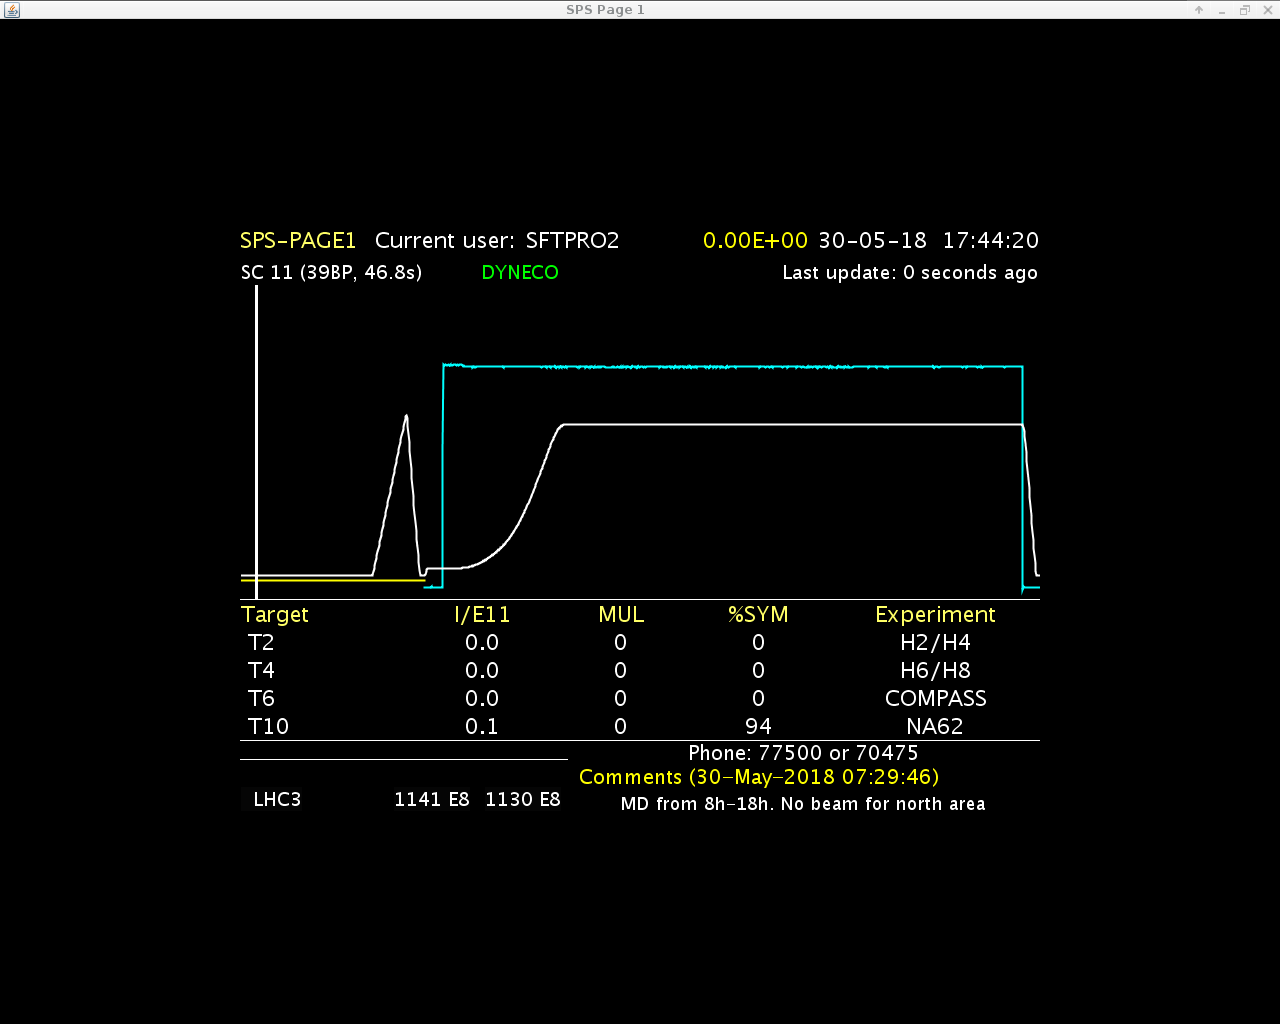 SPS Page 1
SPS-PAGE1 Current user: SFTPRO2 0.00E+00 30-05-18 17:44:20
SC 11 (39BP, 46.8s) DYNECO Last update: 0 seconds ago
Target I/E11 MUL %SYM Experiment
T2 0.0 0 0 H2/H4
T4 0.0 0 0 H6/H8
T6 0.0 0 0 COMPASS
T10 0.1 0 94 NA62
Phone: 77500 or 70475
Comments (30-May-2018 07:29:46)
LHC3 1141 E8 1130 E8
MD from 8h-18h. No beam for north area